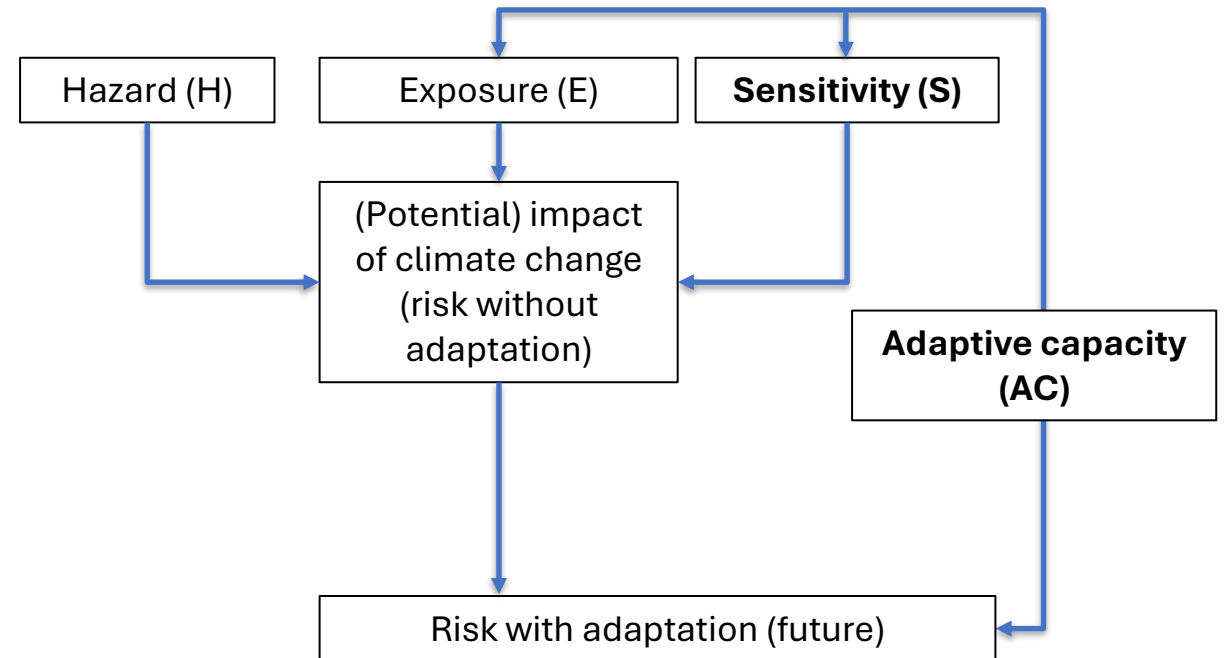 Hazard (H)
Exposure (E)
Sensitivity (S)
(Potential) impact
of climate change
(risk without
adaptation)
Adaptive capacity
(AC)
Risk with adaptation (future)